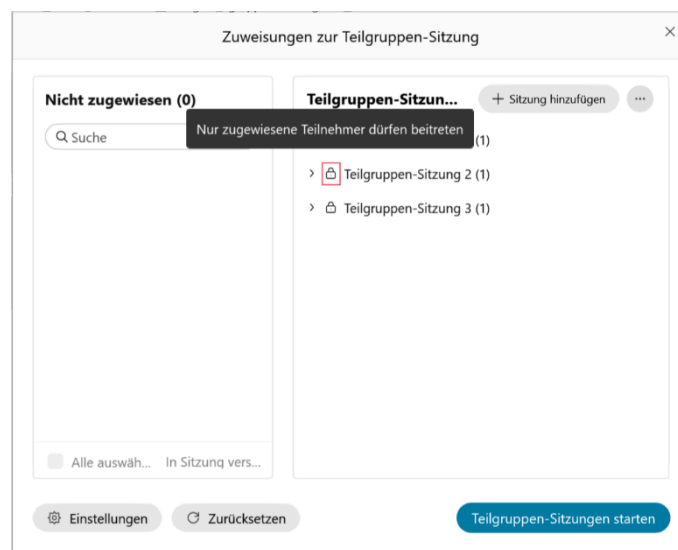 Zuweisungen zur Teilgruppen-Sitzung
Nicht zugewiesen (0)
Suche
Teilgruppen-Sitzun...
Sitzung hinzufügen
Nur zugewiesene Teilnehmer dürfen beitreten
(1)
Teilgruppen-Sitzung 2 (1)
Teilgruppen-Sitzung 3 (1)
Alle auswäh... In Sitzung vers...
Einstellungen
Zurücksetzen
Teilgruppen-Sitzungen starten